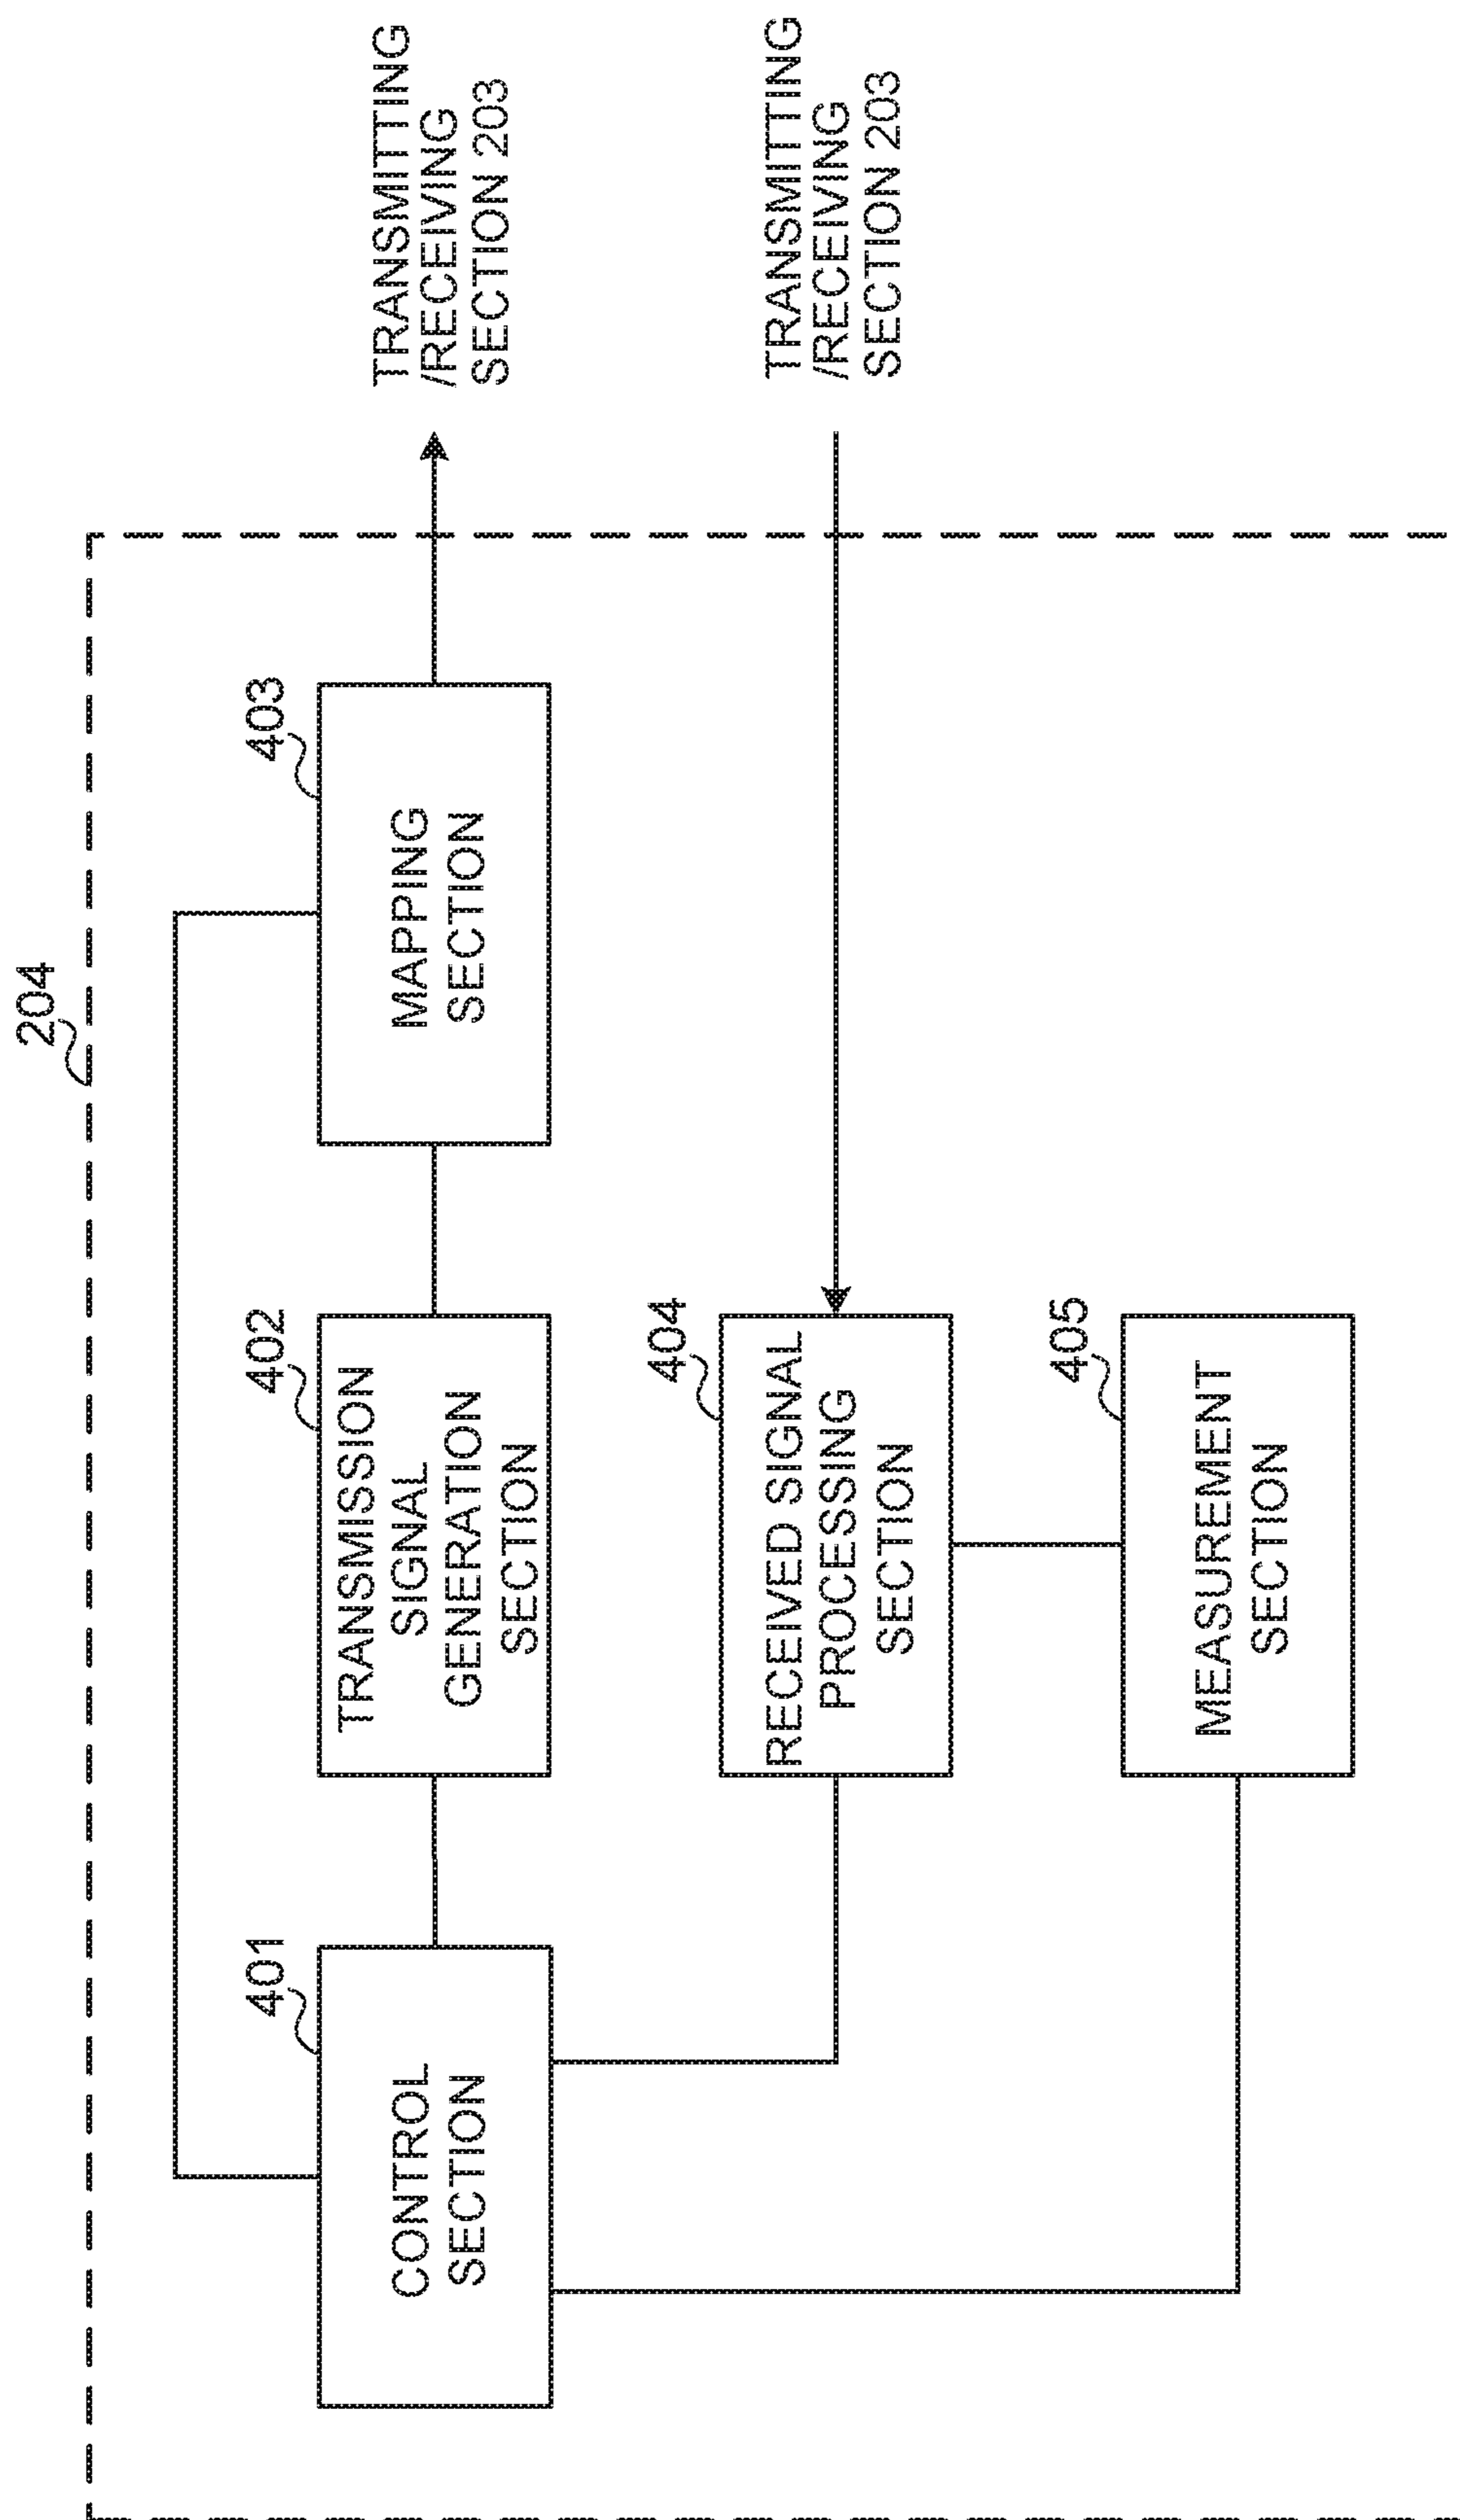 204
401
CONTROL
SECTION
402
TRANSMISSION
SIGNAL
GENERATION
SECTION
403
MAPPING
SECTION
TRANSMITTING
/RECEIVING
SECTION 203
404
RECEIVED SIGNAL
PROCESSING
SECTION
TRANSMITTING
/RECEIVING
SECTION 203
405
MEASUREMENT
SECTION